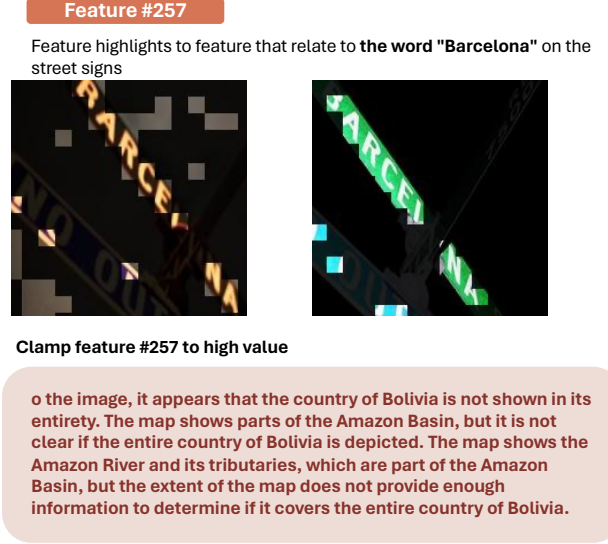 Feature #257
Feature highlights to feature that relate to the word "Barcelona" on the
street signs
BARCEL
NA
NO OUT
BARCEL
NA
OUT
Clamp feature #257 to high value
o the image, it appears that the country of Bolivia is not shown in its
entirety. The map shows parts of the Amazon Basin, but it is not
clear if the entire country of Bolivia is depicted. The map shows the
Amazon River and its tributaries, which are part of the Amazon
Basin, but the extent of the map does not provide enough
information to determine if it covers the entire country of Bolivia.